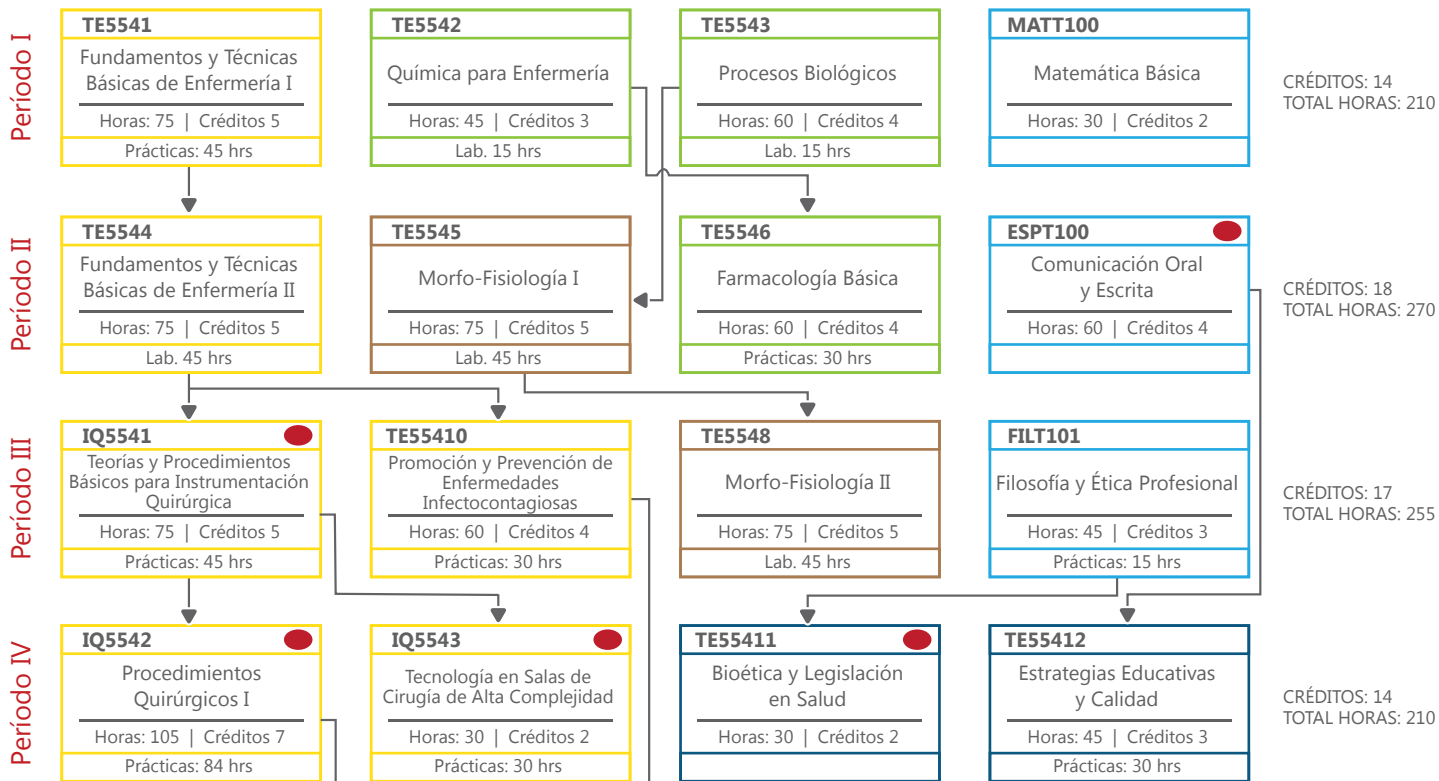 Período I
TE5541
Fundamentos y Técnicas
Básicas de Enfermería I
Horas: 75 | Créditos 5
Prácticas: 45 hrs
TE5542
Química para Enfermería
Horas: 45 | Créditos 3
Lab. 15 hrs
TE5543
Procesos Biológicos
Horas: 60 | Créditos 4
Lab. 15 hrs
MATT100
Matemática Básica
Horas: 30 | Créditos 2
CRÉDITOS: 14
TOTAL HORAS: 210
Período II
TE5544
Fundamentos y Técnicas
Básicas de Enfermería II
Horas: 75 | Créditos 5
Lab. 45 hrs
TE5545
Morfo-Fisiología I
Horas: 75 | Créditos 5
Lab. 45 hrs
TE5546
Farmacología Básica
Horas: 60 | Créditos 4
Prácticas: 30 hrs
ESPT100
Comunicación Oral
y Escrita
Horas: 60 | Créditos 4
CRÉDITOS: 18
TOTAL HORAS: 270
Período III
IQ5541
Teorías y Procedimientos
Básicos para Instrumentación
Quirúrgica
Horas: 75 | Créditos 5
Prácticas: 45 hrs
TE55410
Promoción y Prevención de
Enfermedades
Infectocontagiosas
Horas: 60 | Créditos 4
Prácticas: 30 hrs
TE5548
Morfo-Fisiología II
Horas: 75 | Créditos 5
Lab. 45 hrs
FILT101
Filosofía y Ética Profesional
Horas: 45 | Créditos 3
Prácticas: 15 hrs
CRÉDITOS: 17
TOTAL HORAS: 255
Período IV
IQ5542
Procedimientos
Quirúrgicos I
Horas: 105 | Créditos 7
Prácticas: 84 hrs
IQ5543
Tecnología en Salas de
Cirugía de Alta Complejidad
Horas: 30 | Créditos 2
Prácticas: 30 hrs
TE55411
Bioética y Legislación
en Salud
Horas: 30 | Créditos 2
TE55412
Estrategias Educativas
y Calidad
Horas: 45 | Créditos 3
Prácticas: 30 hrs
CRÉDITOS: 14
TOTAL HORAS: 210